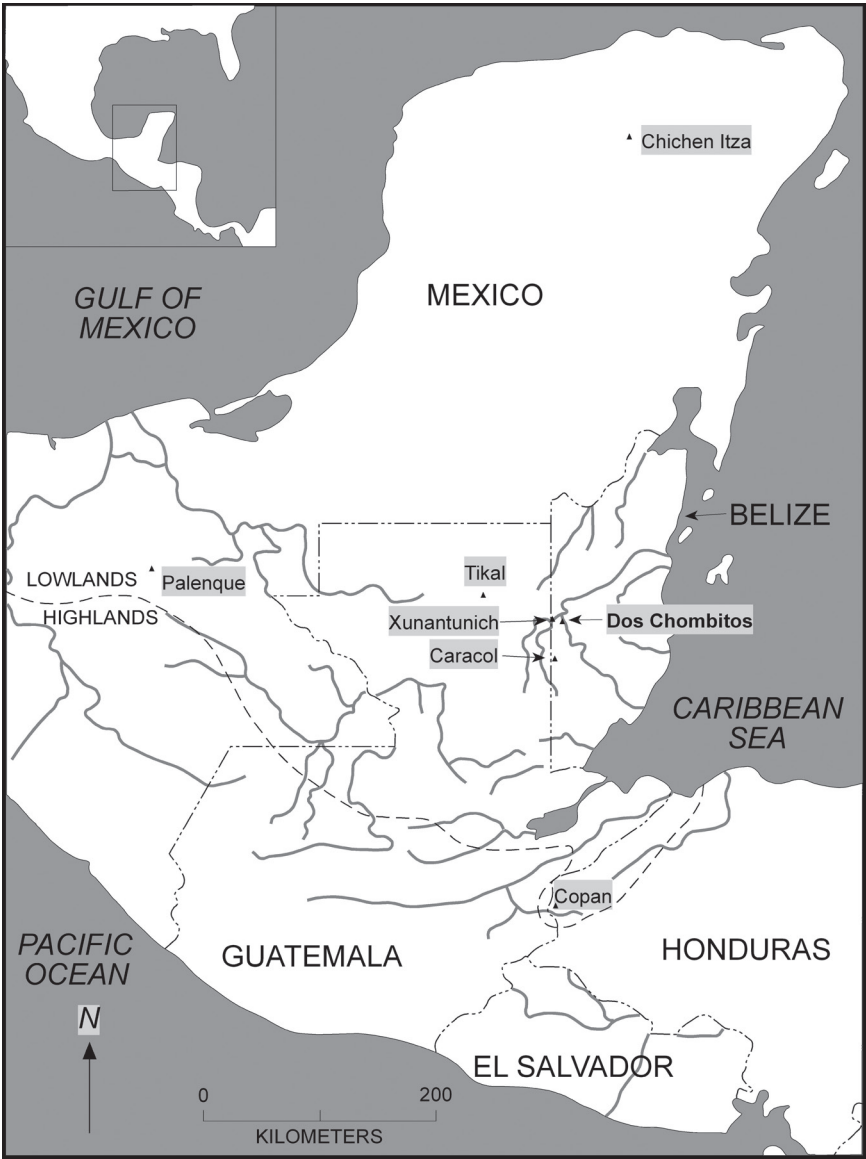 Chichen Itza
GULF OF
MEXICO
MEXICO
BELIZE
LOWLANDS
Palenque
HIGHLANDS
Tikal
Xunantunich
Dos Chombitos
Caracol
CARIBBEAN
SEA
Copan
PACIFIC
OCEAN
GUATEMALA
HONDURAS
N
EL SALVADOR
0
200
KILOMETERS